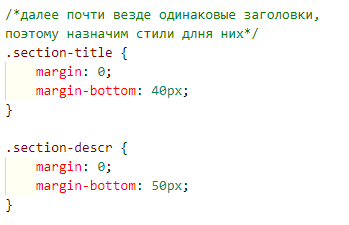 /*далее почти везде одинаковые заголовки,
поэтому назначим стили длня них*/
.section-title {
    margin: 0;
    margin-bottom: 40px;
}

.section-descr {
    margin: 0;
    margin-bottom: 50px;
}